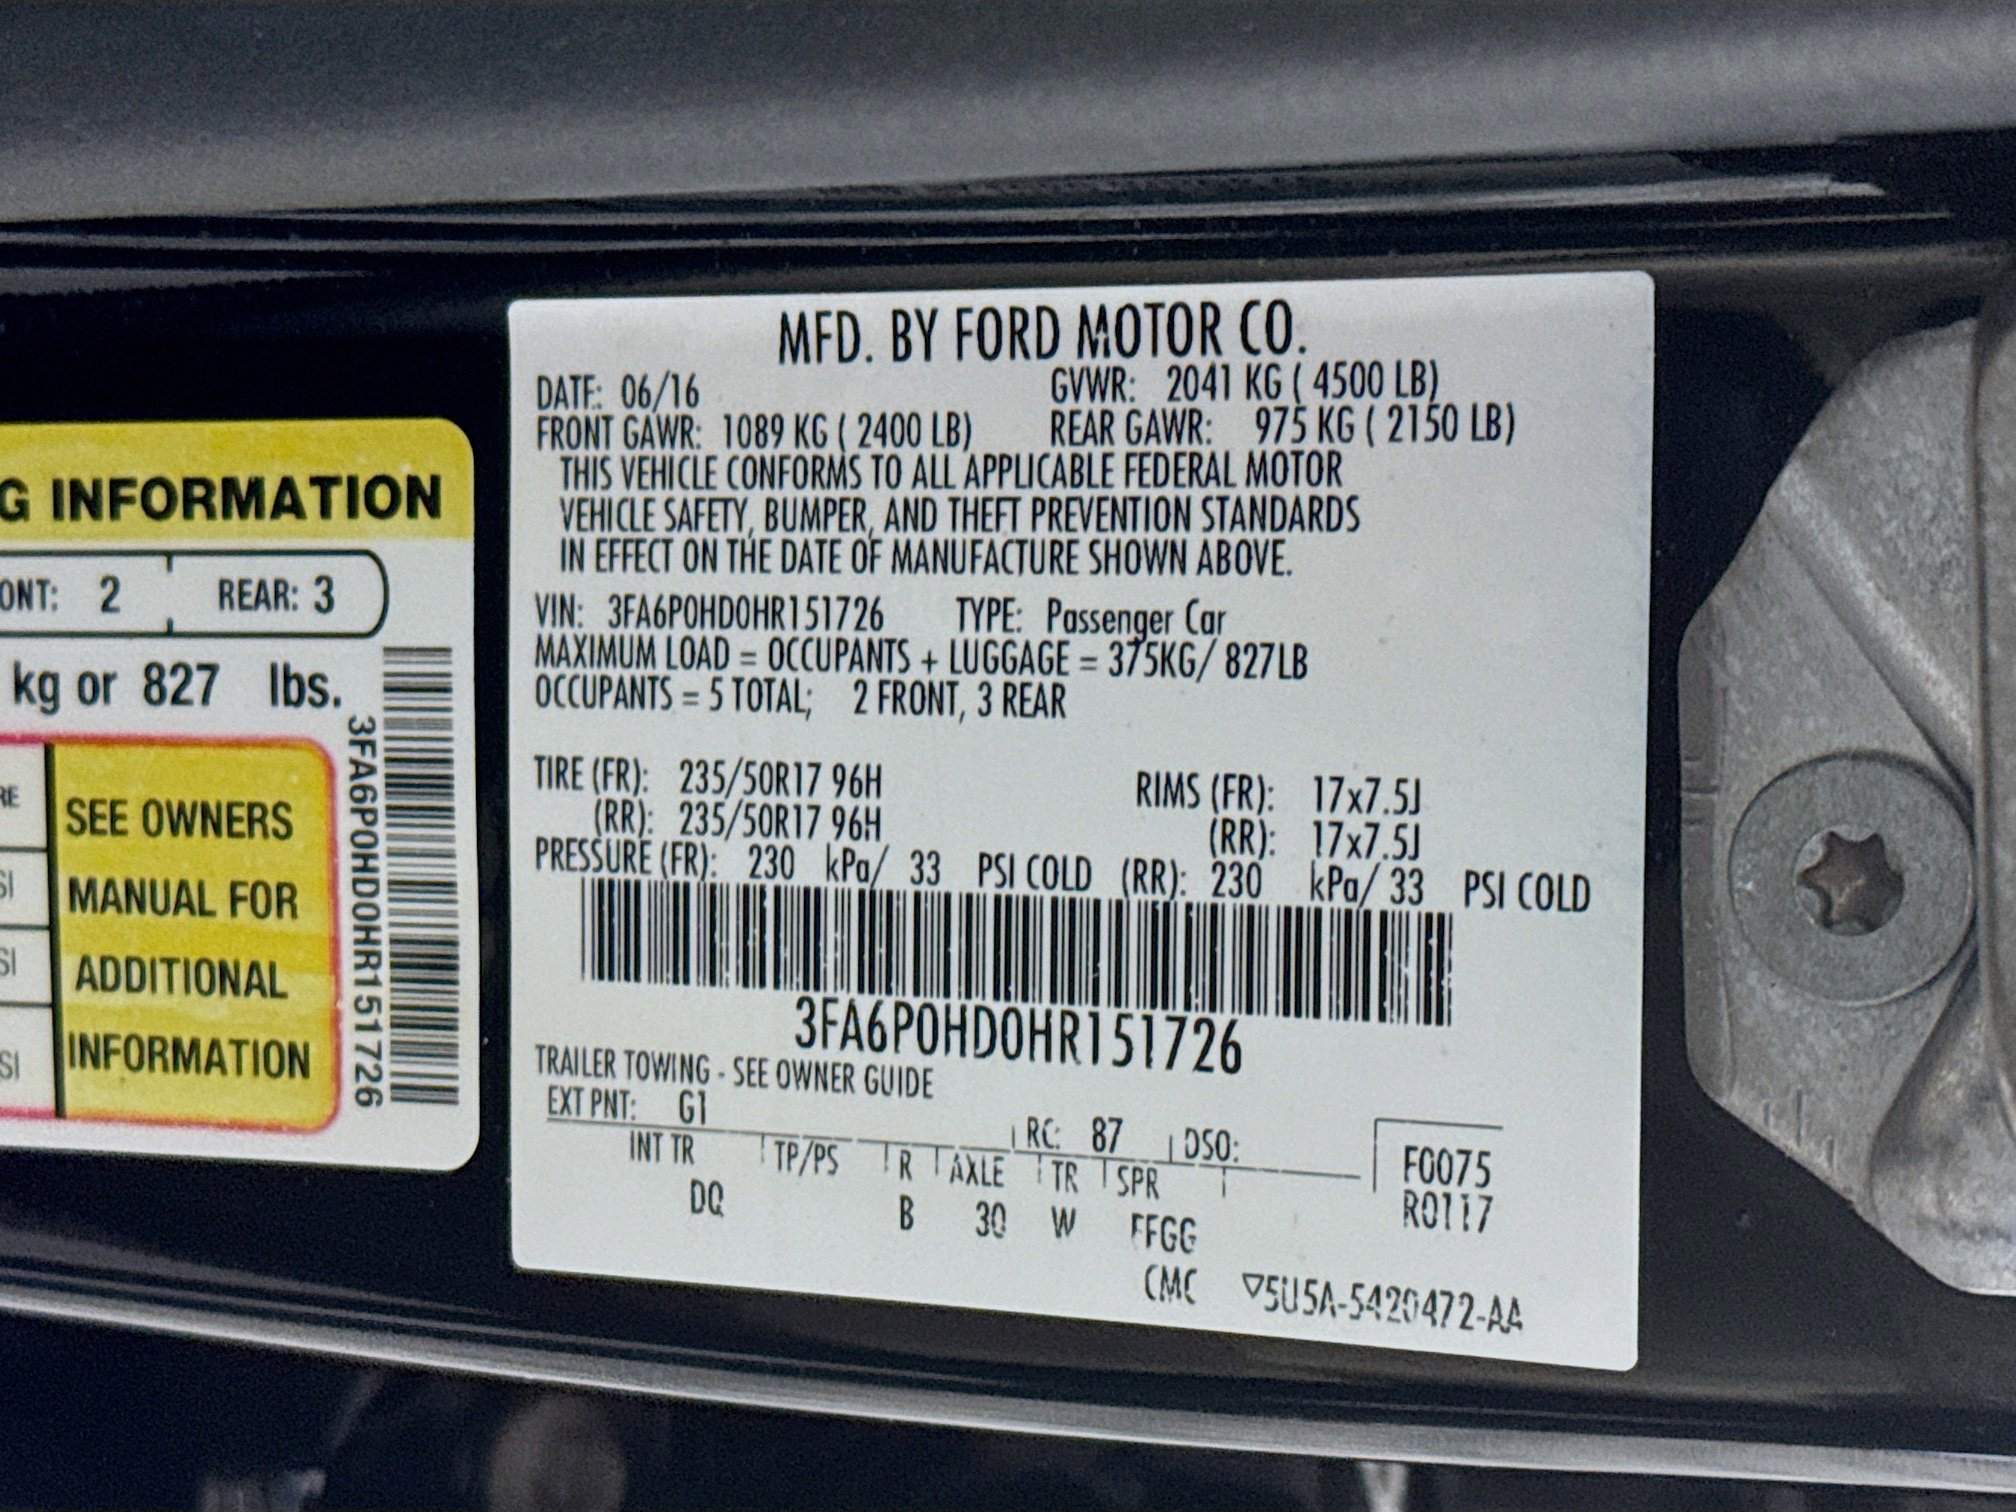 G INFORMATION
ONT: 2 REAR: 3
kg or 827 lbs.
3FA6P0HD0HR151726
RE
SI
SI
SI
SEE OWNERS
MANUAL FOR
ADDITIONAL
INFORMATION
MFD. BY FORD MOTOR CO.
DATE: 06/16 GVWR: 2041 KG ( 4500 LB)
FRONT GAWR: 1089 KG ( 2400 LB) REAR GAWR: 975 KG ( 2150 LB)
THIS VEHICLE CONFORMS TO ALL APPLICABLE FEDERAL MOTOR
VEHICLE SAFETY, BUMPER, AND THEFT PREVENTION STANDARDS
IN EFFECT ON THE DATE OF MANUFACTURE SHOWN ABOVE.
VIN: 3FA6P0HD0HR151726 TYPE: Passenger Car
MAXIMUM LOAD = OCCUPANTS + LUGGAGE = 375KG/ 827LB
OCCUPANTS = 5 TOTAL; 2 FRONT, 3 REAR
TIRE (FR): 235/50R17 96H RIMS (FR): 17x7.5J
(RR): 235/50R17 96H (RR): 17x7.5J
PRESSURE (FR): 230 kPa/ 33 PSI COLD (RR): 230 kPa/ 33 PSI COLD
3FA6P0HD0HR151726
TRAILER TOWING - SEE OWNER GUIDE
EXT PNT: G1 RC: 87 DSO:
INT TR TP/PS R AXLE TR SPR
DQ B 30 W FFGG
CMC
F0075
R0117
▽5U5A-5420472-AA